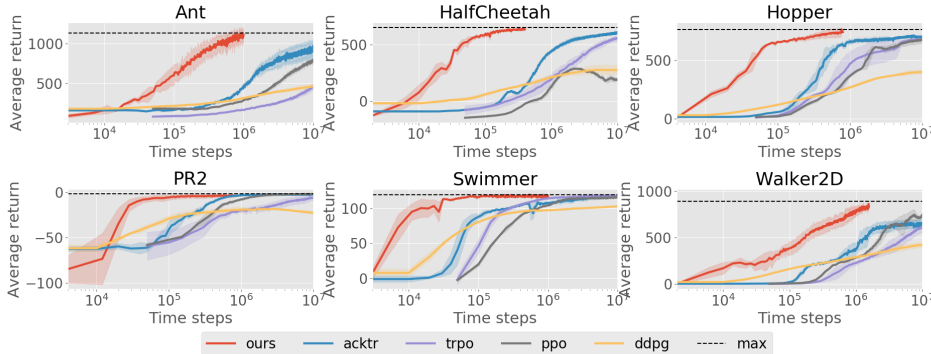 Ant
HalfCheetah
Hopper
Average return
1000
500
10^4
10^5
10^6
10^7
Time steps
Average return
500
0
10^4
10^5
10^6
10^7
Time steps
Average return
500
0
10^4
10^5
10^6
10^7
Time steps
PR2
Swimmer
Walker2D
Average return
0
−50
−100
10^4
10^5
10^6
10^7
Time steps
Average return
100
50
0
10^4
10^5
10^6
10^7
Time steps
Average return
1000
500
0
10^4
10^5
10^6
10^7
Time steps
ours acktr trpo ppo ddpg max